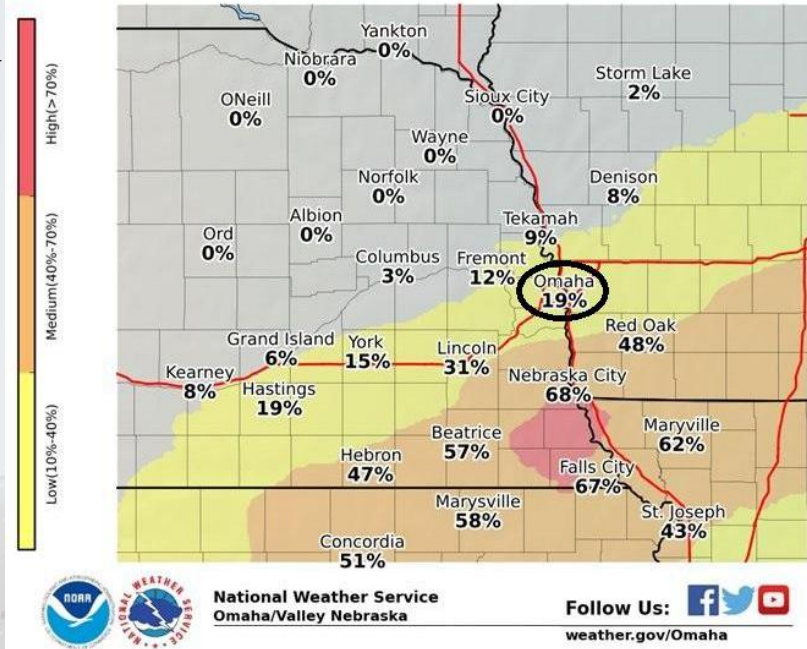 High(>70%)
Medium(40%-70%)
Low(10%-40%)
Yankton
0%
Niobrara
0%
Storm Lake
2%
ONeill
0%
Sioux City
0%
Wayne
0%
Norfolk
0%
Denison
8%
Albion
0%
Tekamah
9%
Ord
0%
Columbus
3%
Fremont
12%
Omaha
19%
Grand Island
6%
York
15%
Lincoln
31%
Red Oak
48%
Kearney
8%
Hastings
19%
Nebraska City
68%
Beatrice
57%
Maryville
62%
Hebron
47%
Falls City
67%
Marysville
58%
St. Joseph
43%
Concordia
51%
NOAA
NATIONAL WEATHER SERVICE
National Weather Service
Omaha/Valley Nebraska
Follow Us:
weather.gov/Omaha